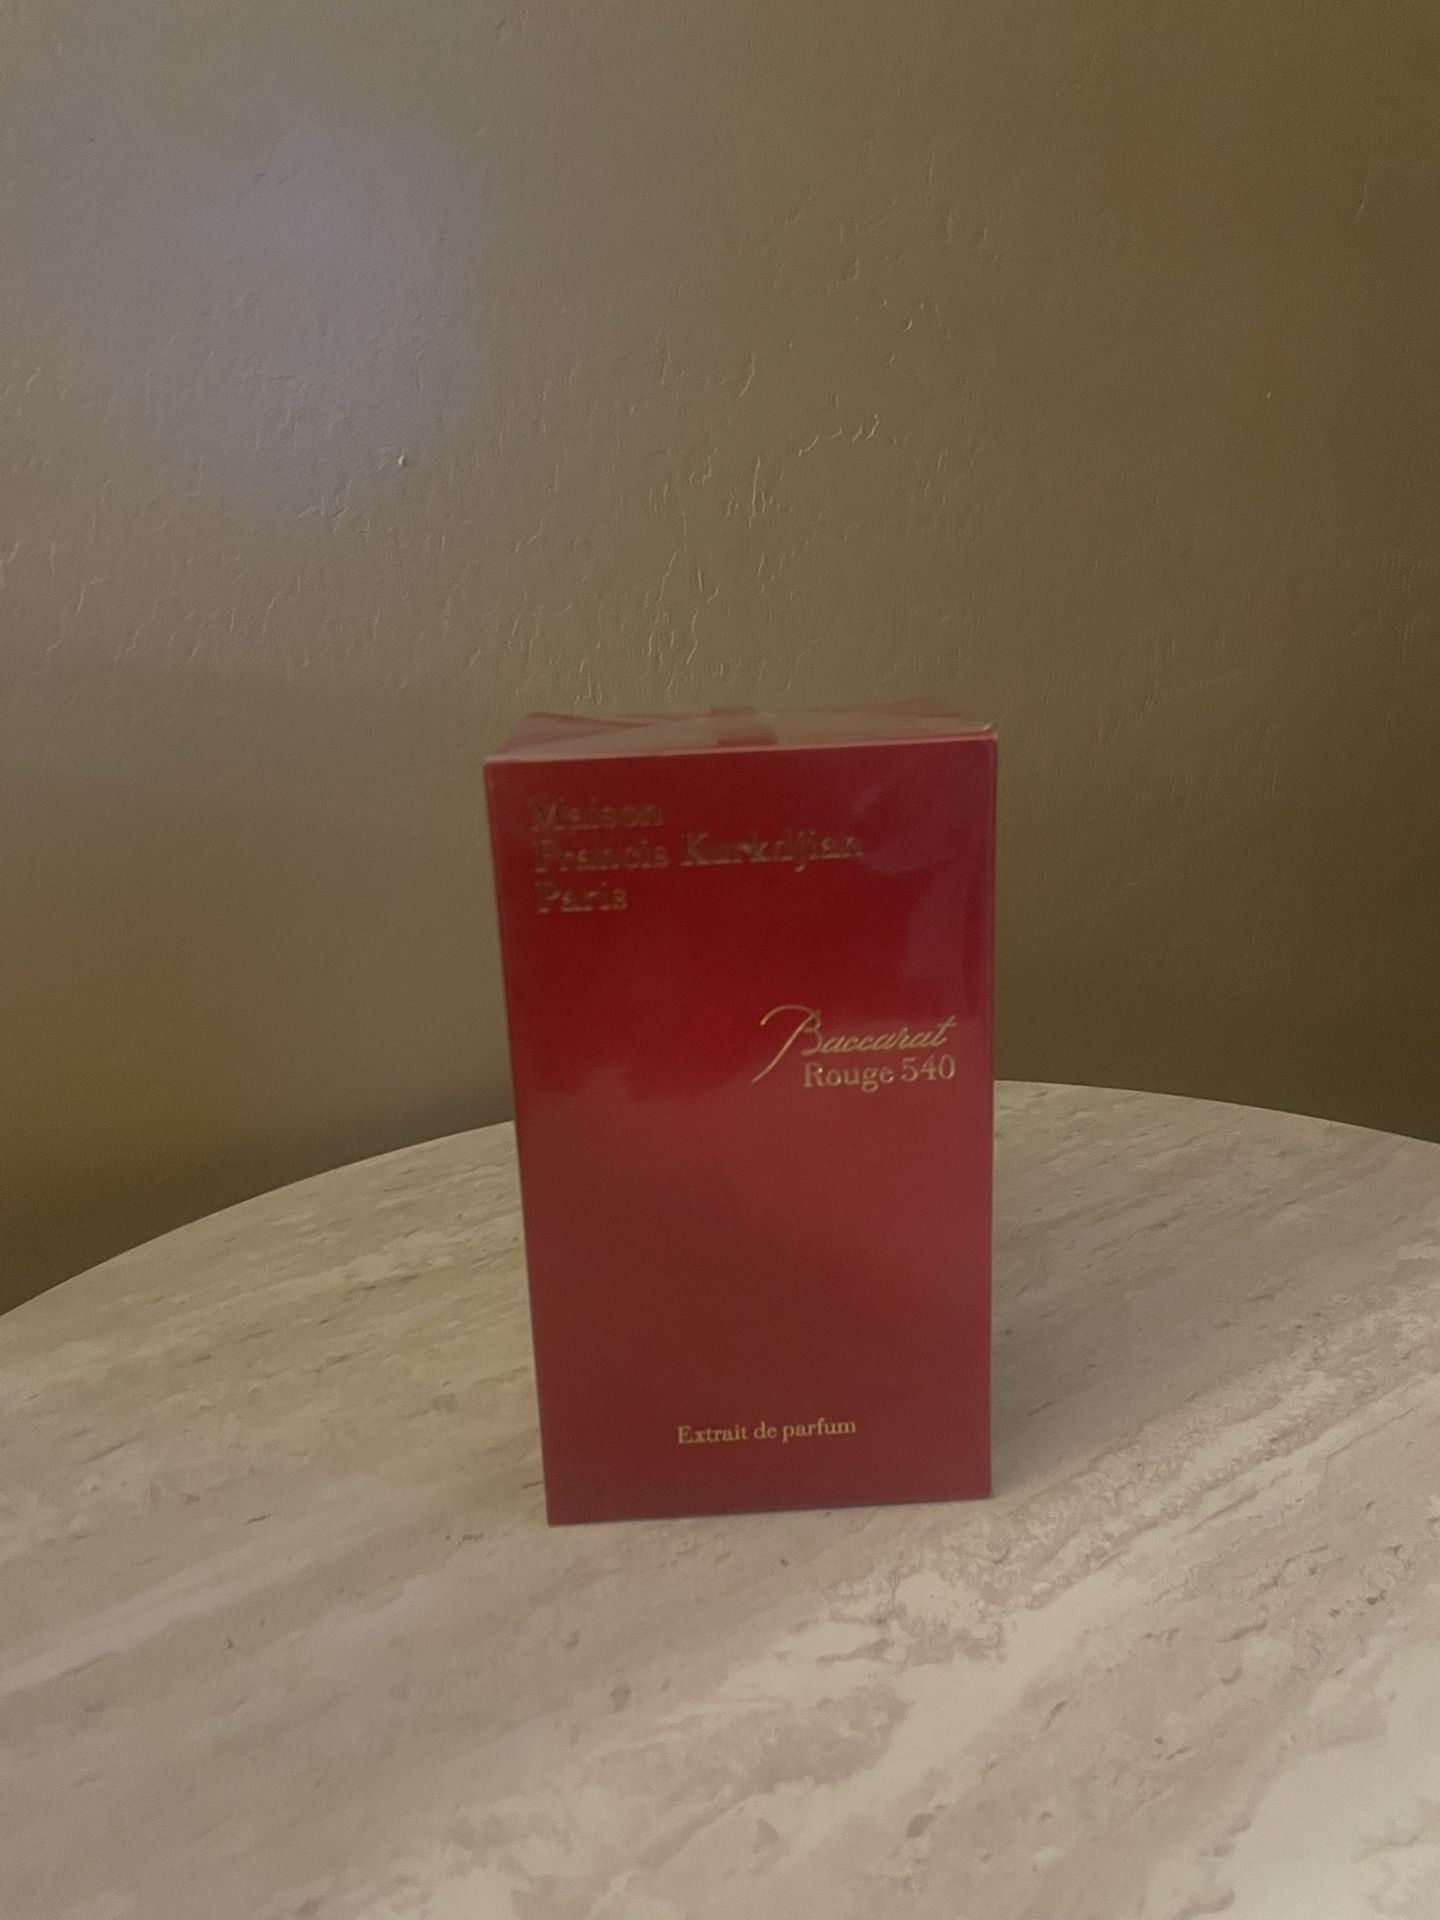 Maison
Francis Kurkdjian
Paris
Baccarat
Rouge 540
Extrait de parfum